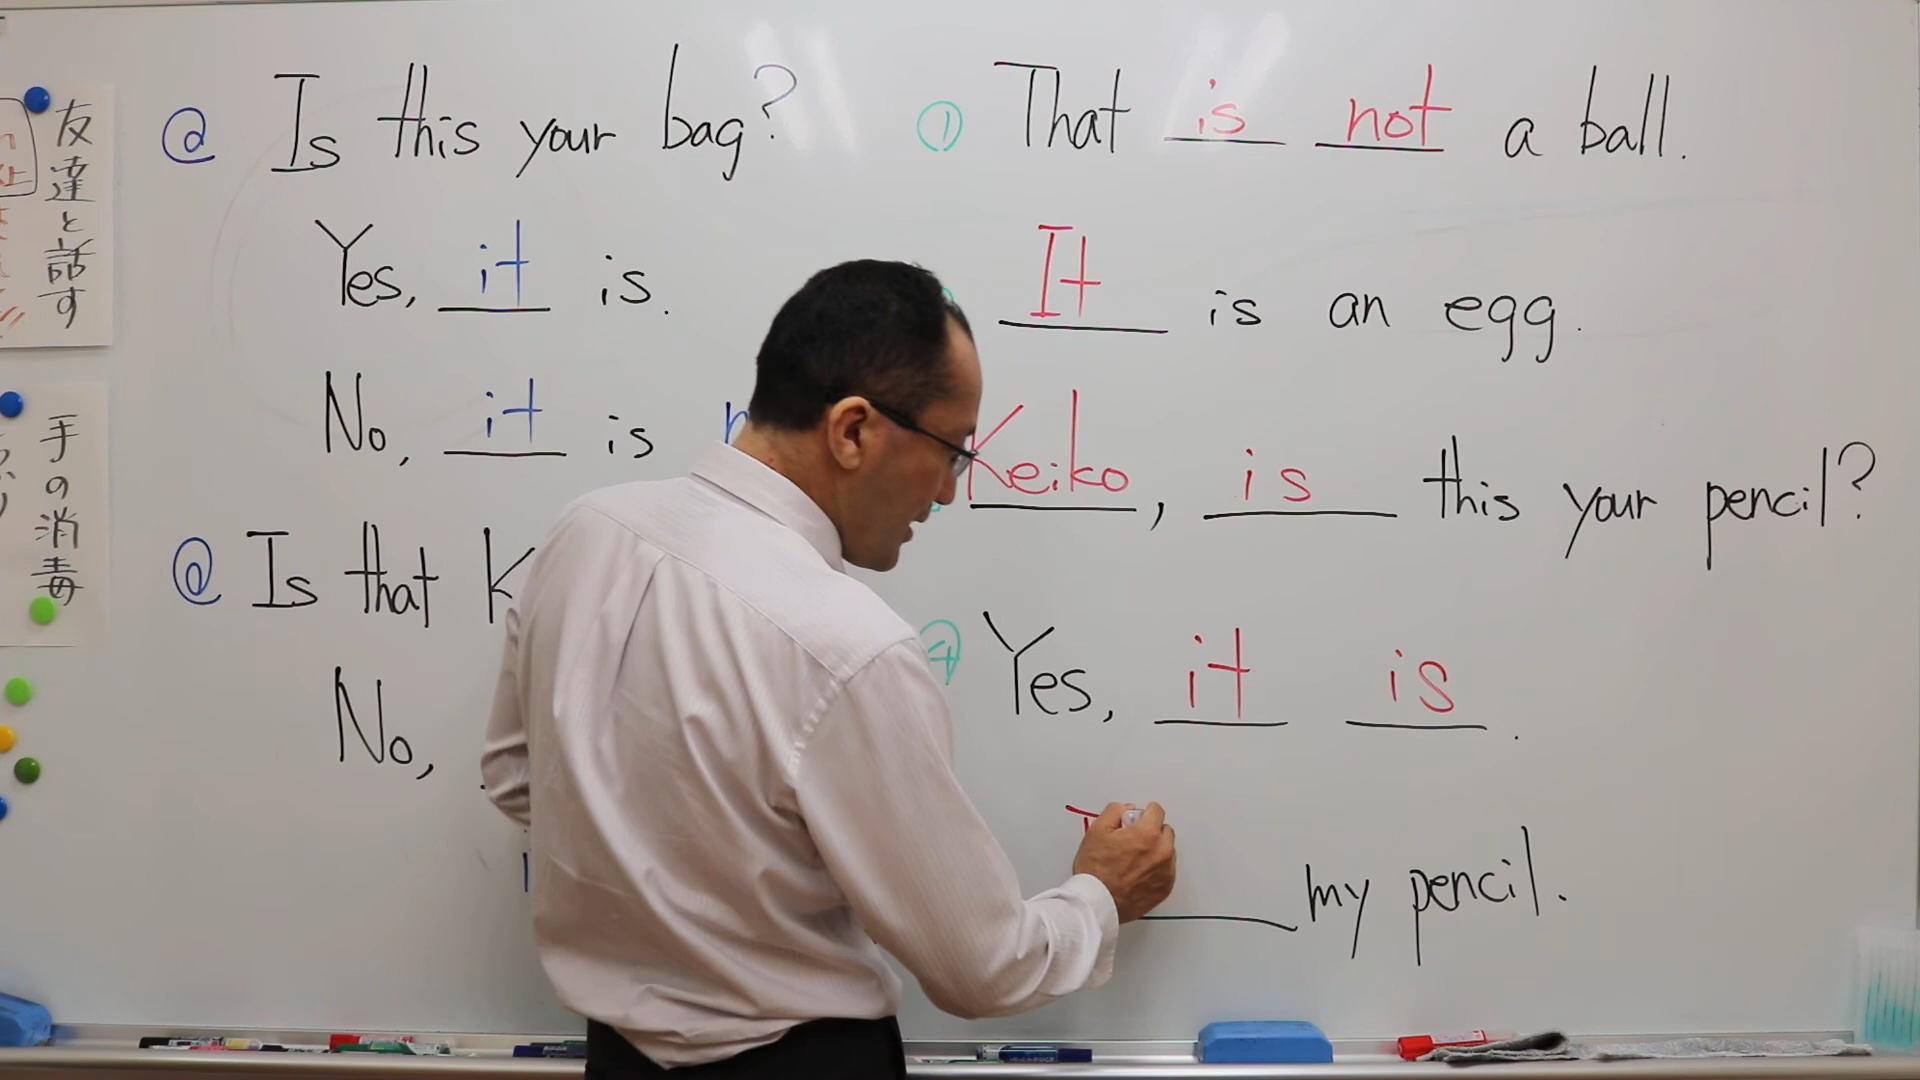 @ Is this your bag?
Yes, it is.
No, it is
@ Is that K
No,
① That is not a ball.
It is an egg.
Keiko, is this your pencil?
④ Yes, it is.
my pencil.
友達と話す
手の消毒